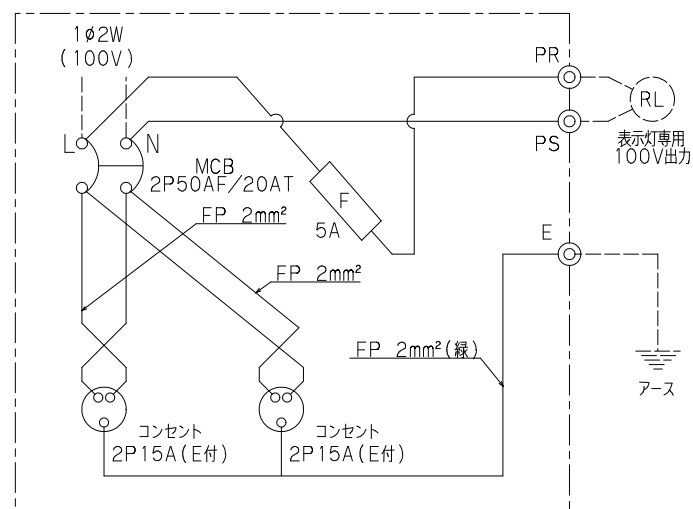 1ø2W
(100V)
PR
RL
L
N
PS
表示灯専用
100V出力
MCB
2P50AF/20AT
F
5A
FP 2mm²
E
FP 2mm²
FP 2mm²(緑)
アース
コンセント
2P15A(E付)
コンセント
2P15A(E付)